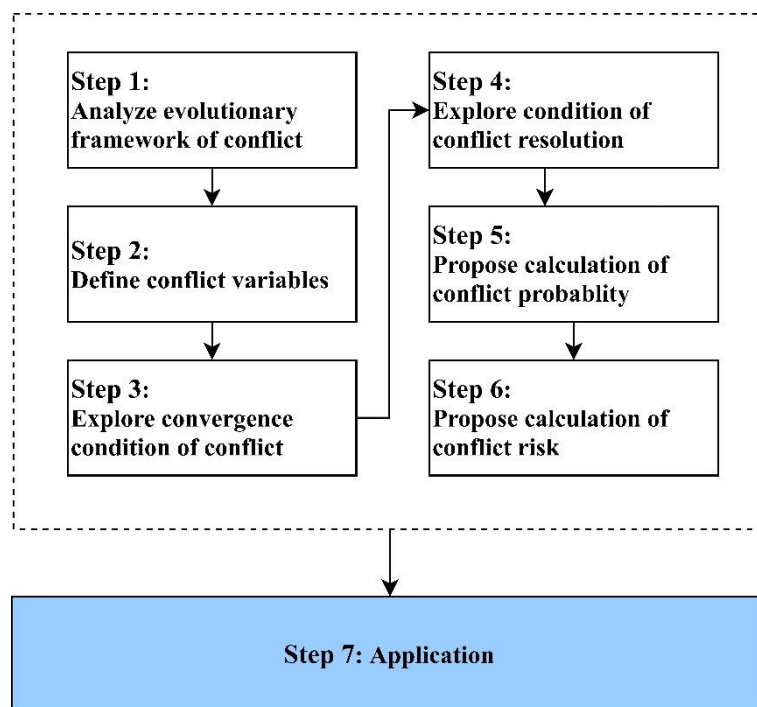 Step 1:
Analyze evolutionary
framework of conflict
Step 2:
Define conflict variables
Step 3:
Explore convergence
condition of conflict
Step 4:
Explore condition of
conflict resolution
Step 5:
Propose calculation of
conflict probablity
Step 6:
Propose calculation of
conflict risk
Step 7: Application